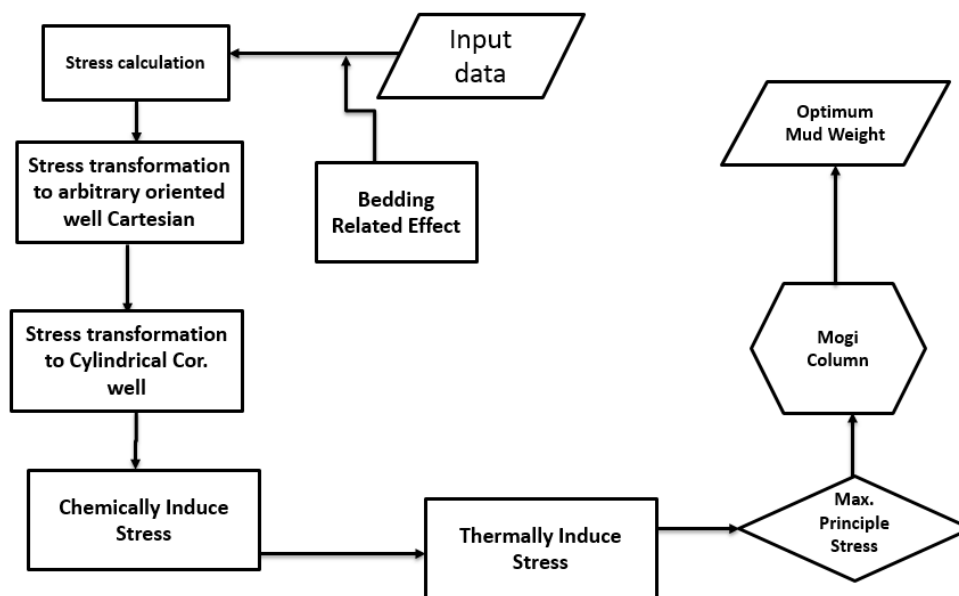 Input
data
Stress calculation
Stress transformation
to arbitrary oriented
well Cartesian
Bedding
Related Effect
Stress transformation
to Cylindrical Cor.
well
Chemically Induce
Stress
Thermally Induce
Stress
Max.
Principle
Stress
Mogi
Column
Optimum
Mud Weight